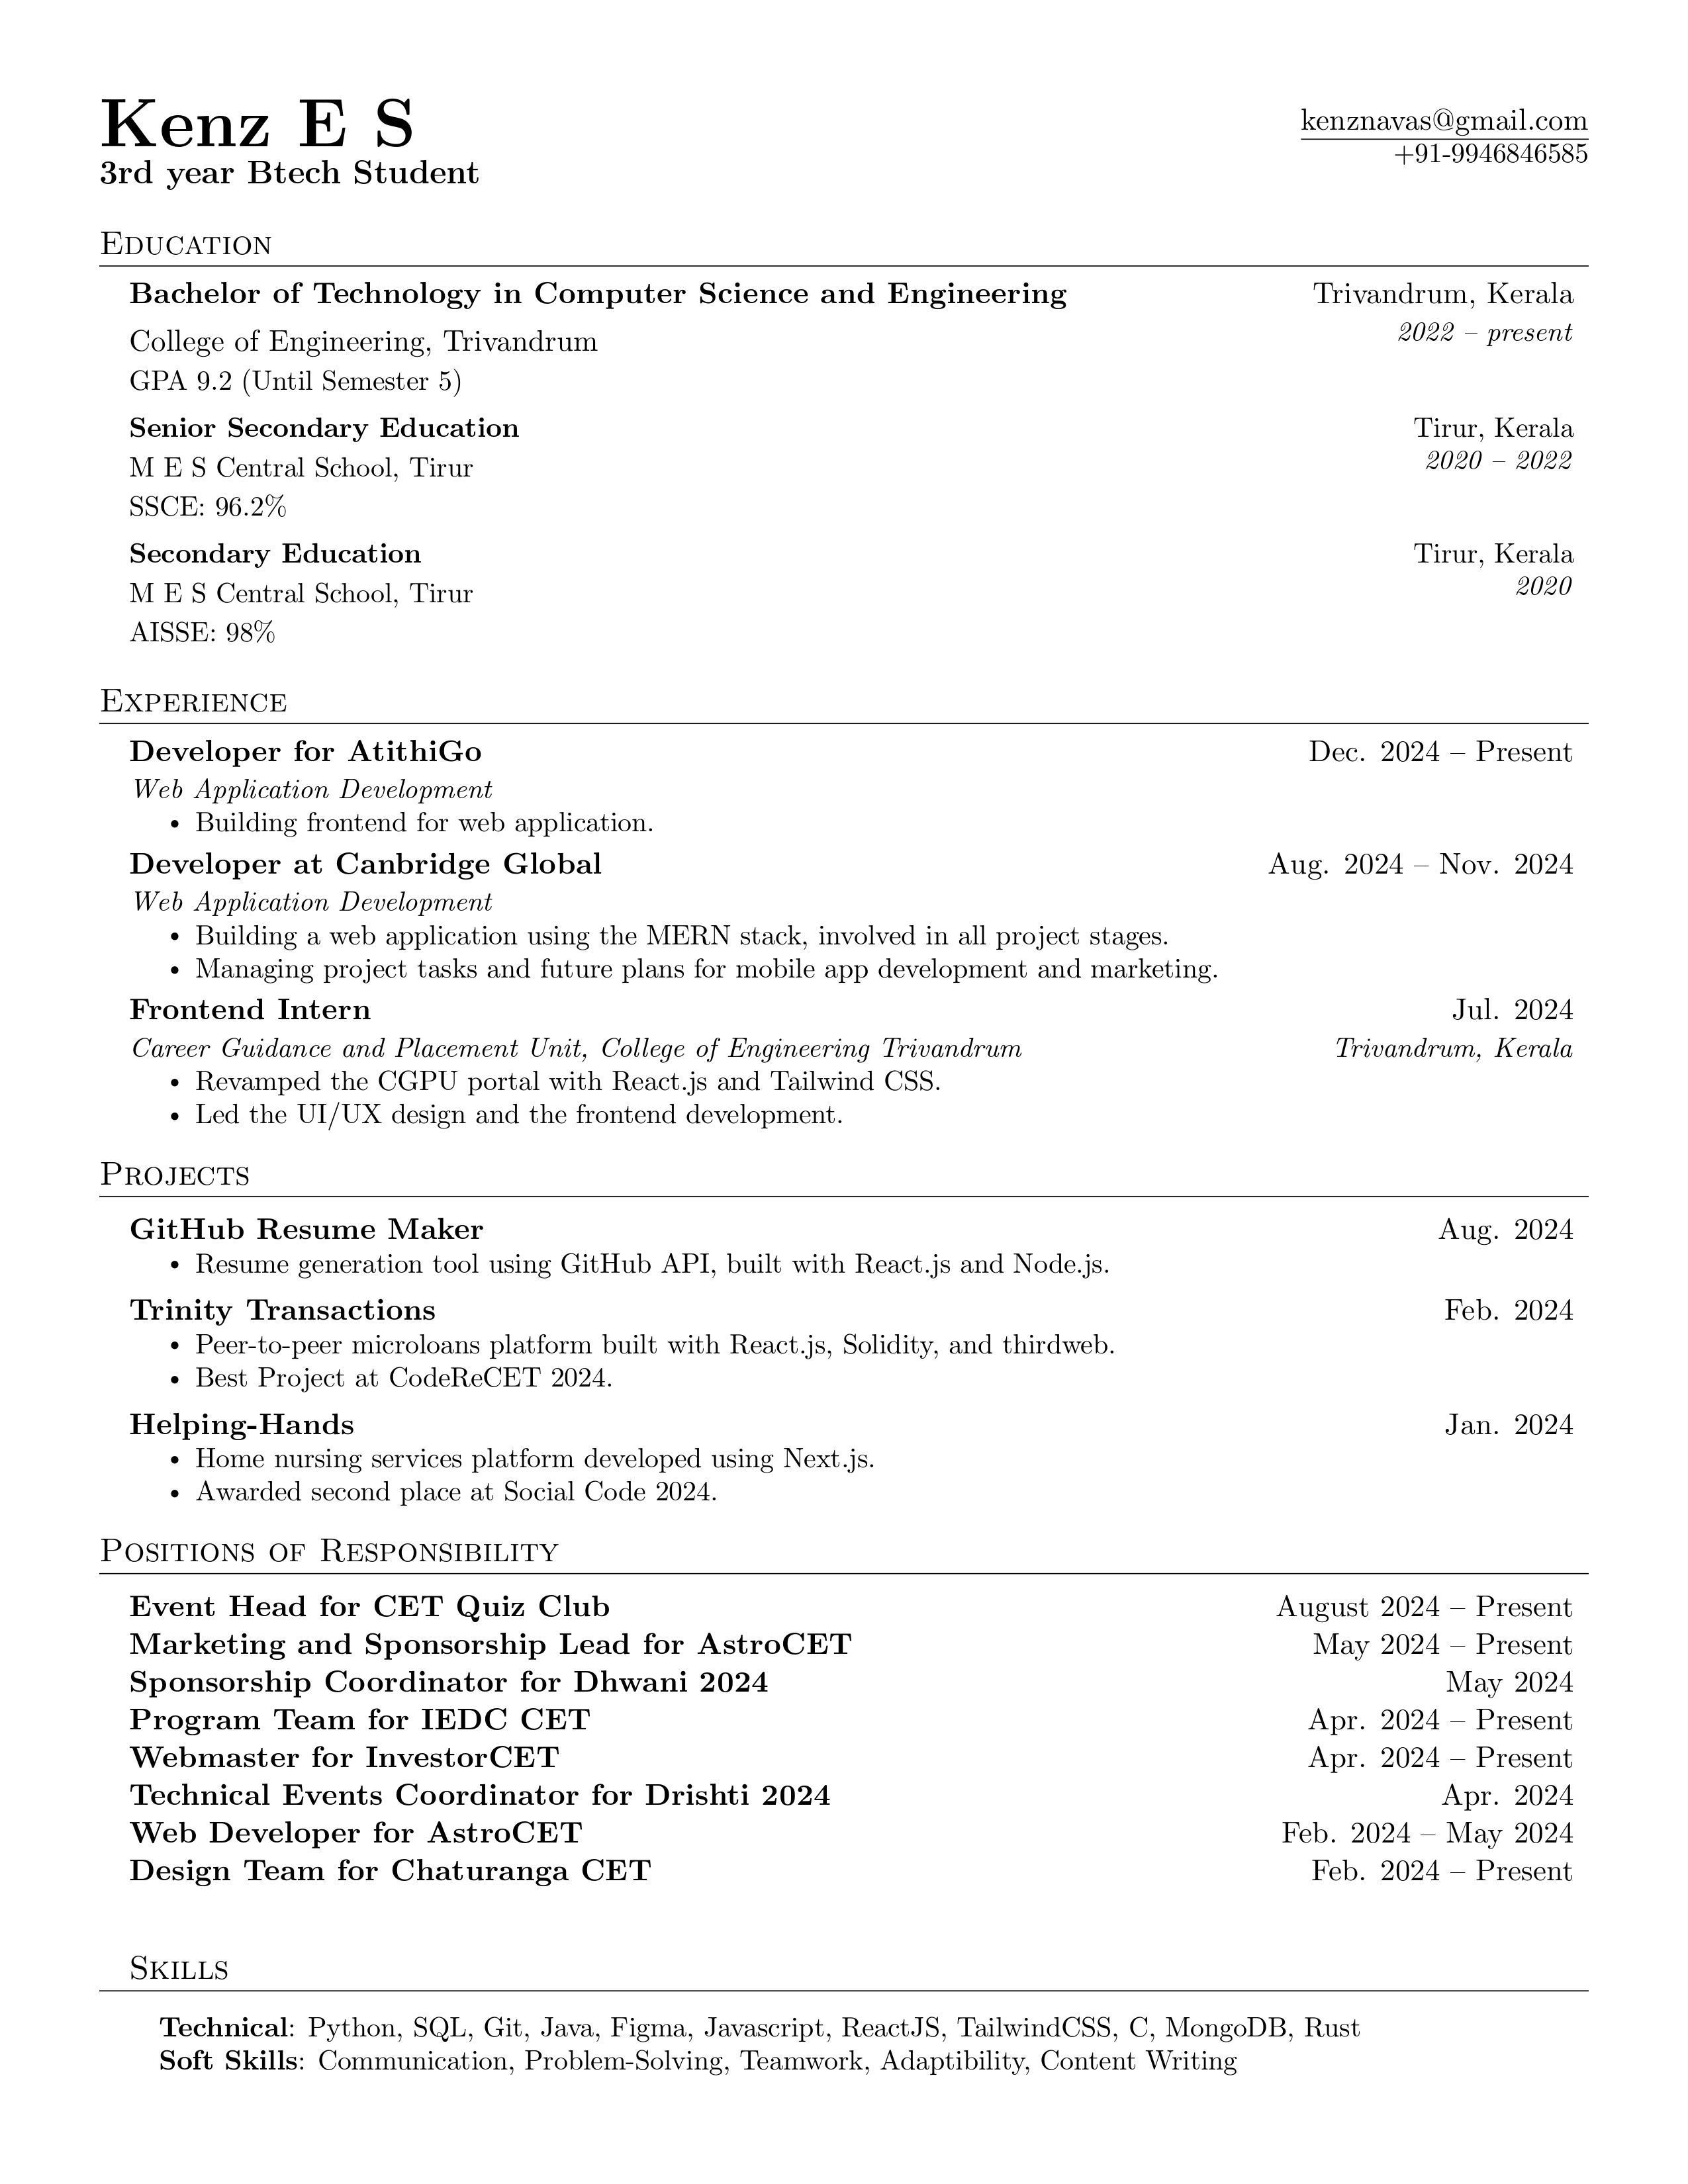 Kenz E S
kenznavas@gmail.com
3rd year Btech Student
+91-9946846585
Education
Bachelor of Technology in Computer Science and Engineering Trivandrum, Kerala
College of Engineering, Trivandrum 2022 – present
GPA 9.2 (Until Semester 5)
Senior Secondary Education Tirur, Kerala
M E S Central School, Tirur 2020 – 2022
SSCE: 96.2%
Secondary Education Tirur, Kerala
M E S Central School, Tirur 2020
AISSE: 98%
Experience
Developer for AtithiGo Dec. 2024 – Present
Web Application Development
• Building frontend for web application.
Developer at Canbridge Global Aug. 2024 – Nov. 2024
Web Application Development
• Building a web application using the MERN stack, involved in all project stages.
• Managing project tasks and future plans for mobile app development and marketing.
Frontend Intern Jul. 2024
Career Guidance and Placement Unit, College of Engineering Trivandrum Trivandrum, Kerala
• Revamped the CGPU portal with React.js and Tailwind CSS.
• Led the UI/UX design and the frontend development.
Projects
GitHub Resume Maker Aug. 2024
• Resume generation tool using GitHub API, built with React.js and Node.js.
Trinity Transactions Feb. 2024
• Peer-to-peer microloans platform built with React.js, Solidity, and thirdweb.
• Best Project at CodeReCET 2024.
Helping-Hands Jan. 2024
• Home nursing services platform developed using Next.js.
• Awarded second place at Social Code 2024.
Positions of Responsibility
Event Head for CET Quiz Club August 2024 – Present
Marketing and Sponsorship Lead for AstroCET May 2024 – Present
Sponsorship Coordinator for Dhwani 2024 May 2024
Program Team for IEDC CET Apr. 2024 – Present
Webmaster for InvestorCET Apr. 2024 – Present
Technical Events Coordinator for Drishti 2024 Apr. 2024
Web Developer for AstroCET Feb. 2024 – May 2024
Design Team for Chaturanga CET Feb. 2024 – Present
Skills
Technical: Python, SQL, Git, Java, Figma, Javascript, ReactJS, TailwindCSS, C, MongoDB, Rust
Soft Skills: Communication, Problem-Solving, Teamwork, Adaptibility, Content Writing